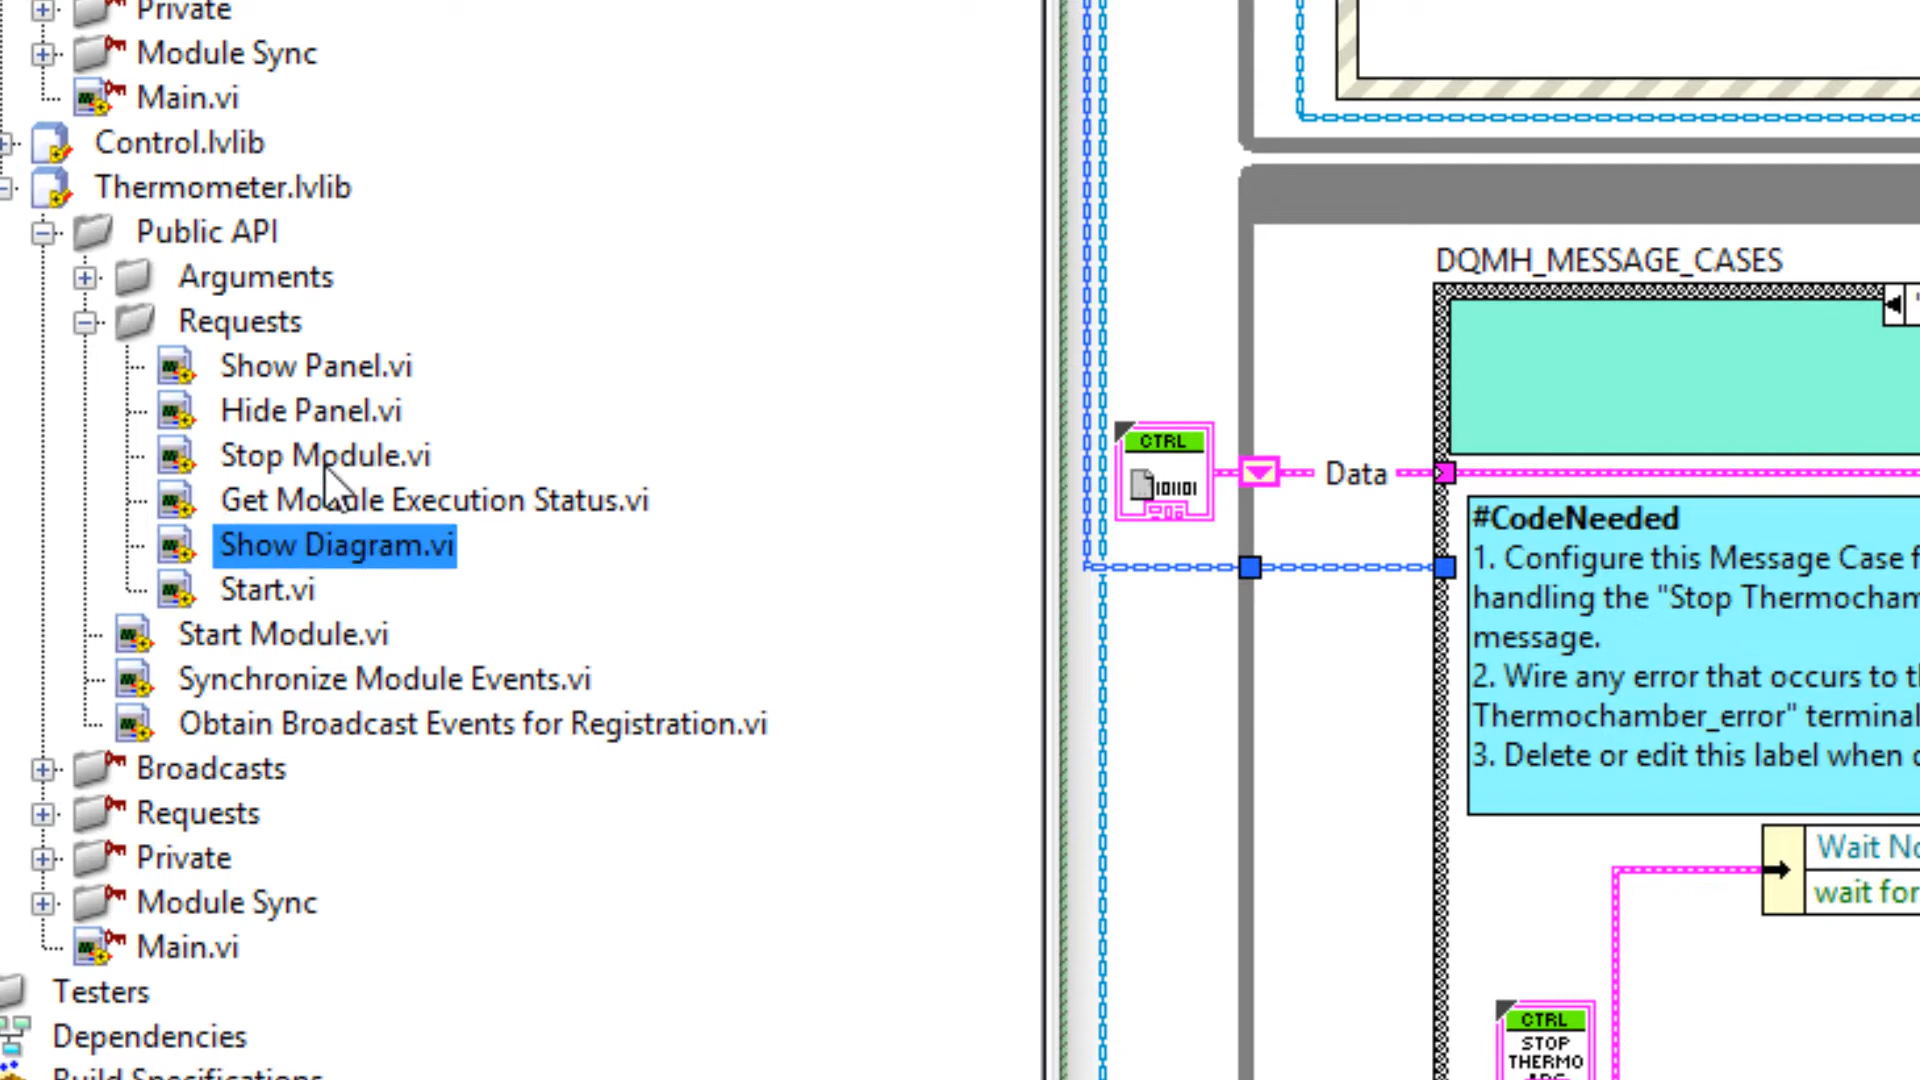 Private
Module Sync
Main.vi
Control.lvlib
Thermometer.lvlib
Public API
Arguments
Requests
Show Panel.vi
Hide Panel.vi
Stop Module.vi
Get Module Execution Status.vi
Show Diagram.vi
Start.vi
Start Module.vi
Synchronize Module Events.vi
Obtain Broadcast Events for Registration.vi
Broadcasts
Requests
Private
Module Sync
Main.vi
Testers
Dependencies
Build Specifications
DQMH_MESSAGE_CASES
CTRL
Data
#CodeNeeded
1. Configure this Message Case f
handling the "Stop Thermocham
message.
2. Wire any error that occurs to t
Thermochamber_error" terminal
3. Delete or edit this label when
Wait No
wait for
CTRL
STOP
THERMO